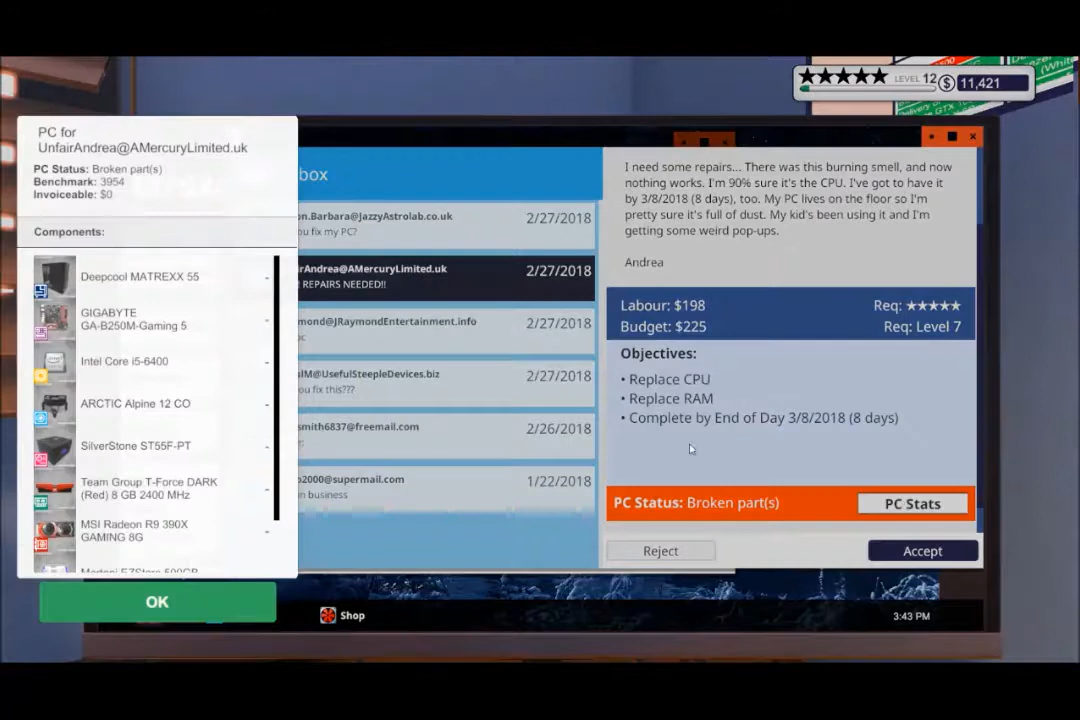 LEVEL 12 $ 11,421
PC for
UnfairAndrea@AMercuryLimited.uk
PC Status: Broken part(s)
Benchmark: 3954
Invoiceable: $0
Components:
Deepcool MATREXX 55 -
GIGABYTE
GA-B250M-Gaming 5 -
Intel Core i5-6400 -
ARCTIC Alpine 12 CO -
SilverStone ST55F-PT -
Team Group T-Force DARK
(Red) 8 GB 2400 MHz -
MSI Radeon R9 390X
GAMING 8G -
500GB
OK
box
on.Barbara@JazzyAstrolab.co.uk
ou fix my PC?
2/27/2018
irAndrea@AMercuryLimited.uk
REPAIRS NEEDED!!
2/27/2018
mond@JRaymondEntertainment.info
2/27/2018
alM@UsefulSteepleDevices.biz
ou fix this???
2/27/2018
smith6837@freemail.com
2/26/2018
o2000@supermail.com
in business
1/22/2018
I need some repairs... There was this burning smell, and now
nothing works. I'm 90% sure it's the CPU. I've got to have it
by 3/8/2018 (8 days), too. My PC lives on the floor so I'm
pretty sure it's full of dust. My kid's been using it and I'm
getting some weird pop-ups.
Andrea
Labour: $198 Req: ★★★★★
Budget: $225 Req: Level 7
Objectives:
• Replace CPU
• Replace RAM
• Complete by End of Day 3/8/2018 (8 days)
PC Status: Broken part(s) PC Stats
Reject Accept
Shop
3:43 PM